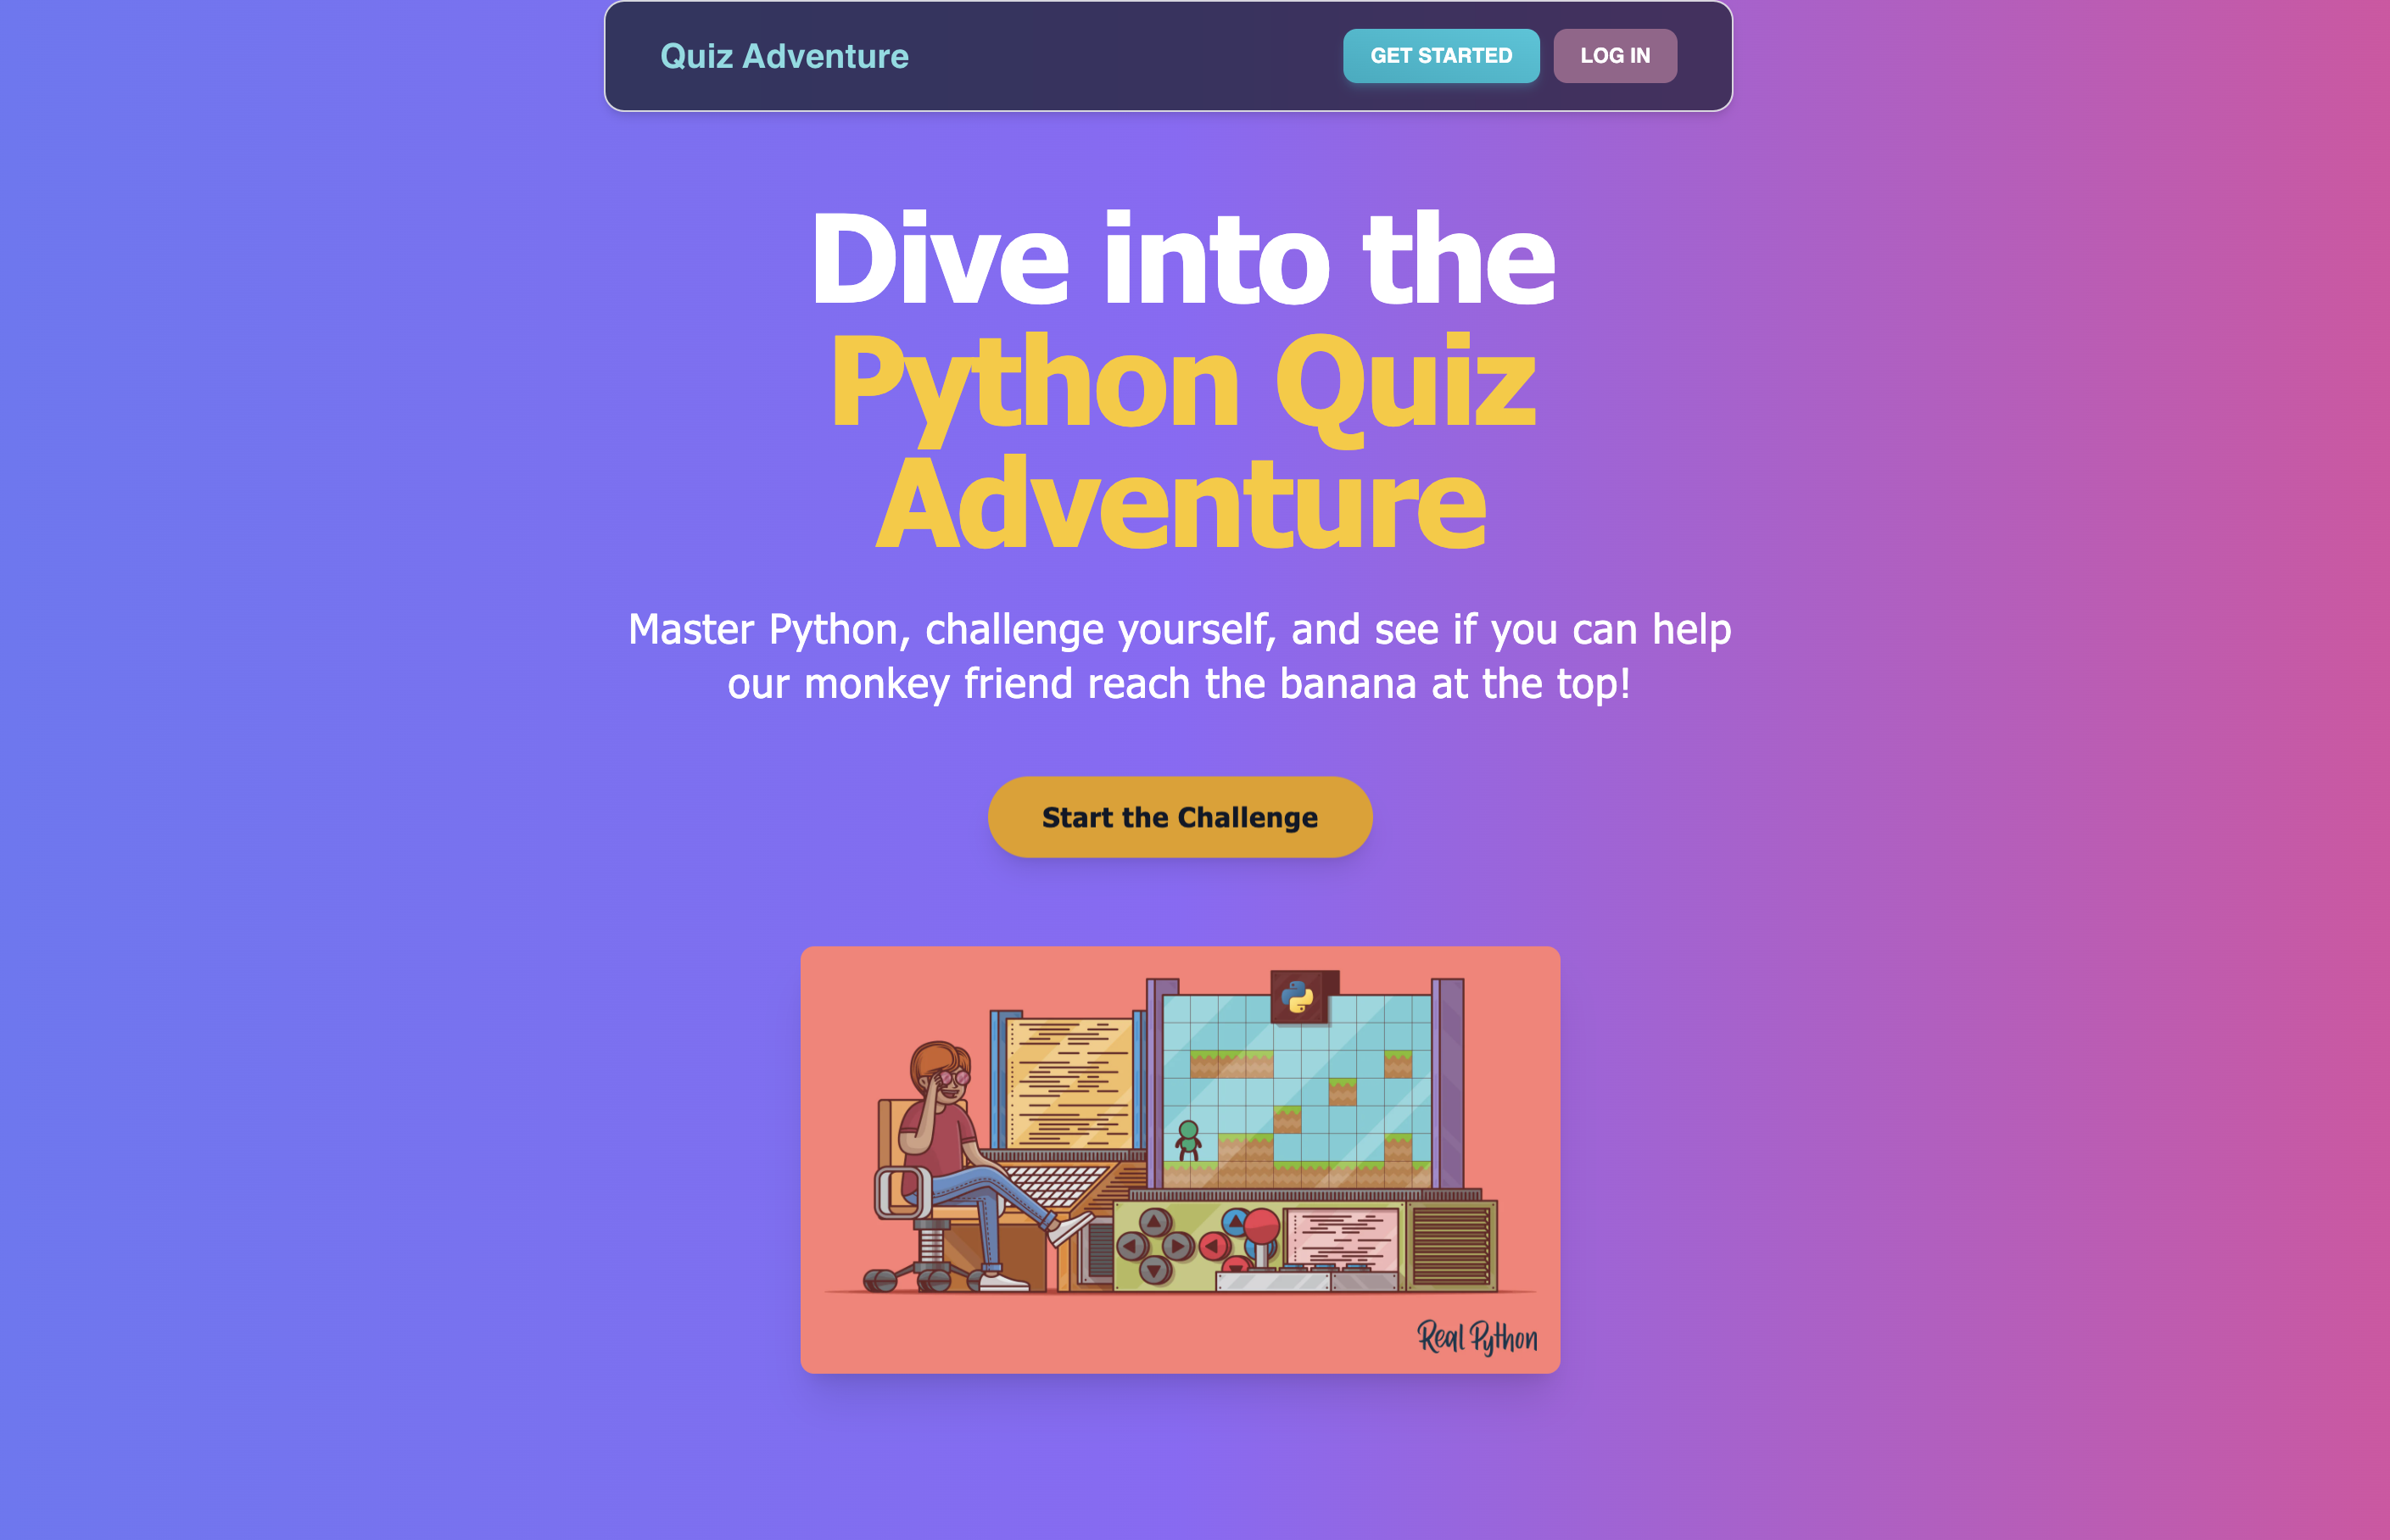 Quiz Adventure
GET STARTED
LOG IN
Dive into the
Python Quiz
Adventure
Master Python, challenge yourself, and see if you can help
our monkey friend reach the banana at the top!
Start the Challenge
Real Python